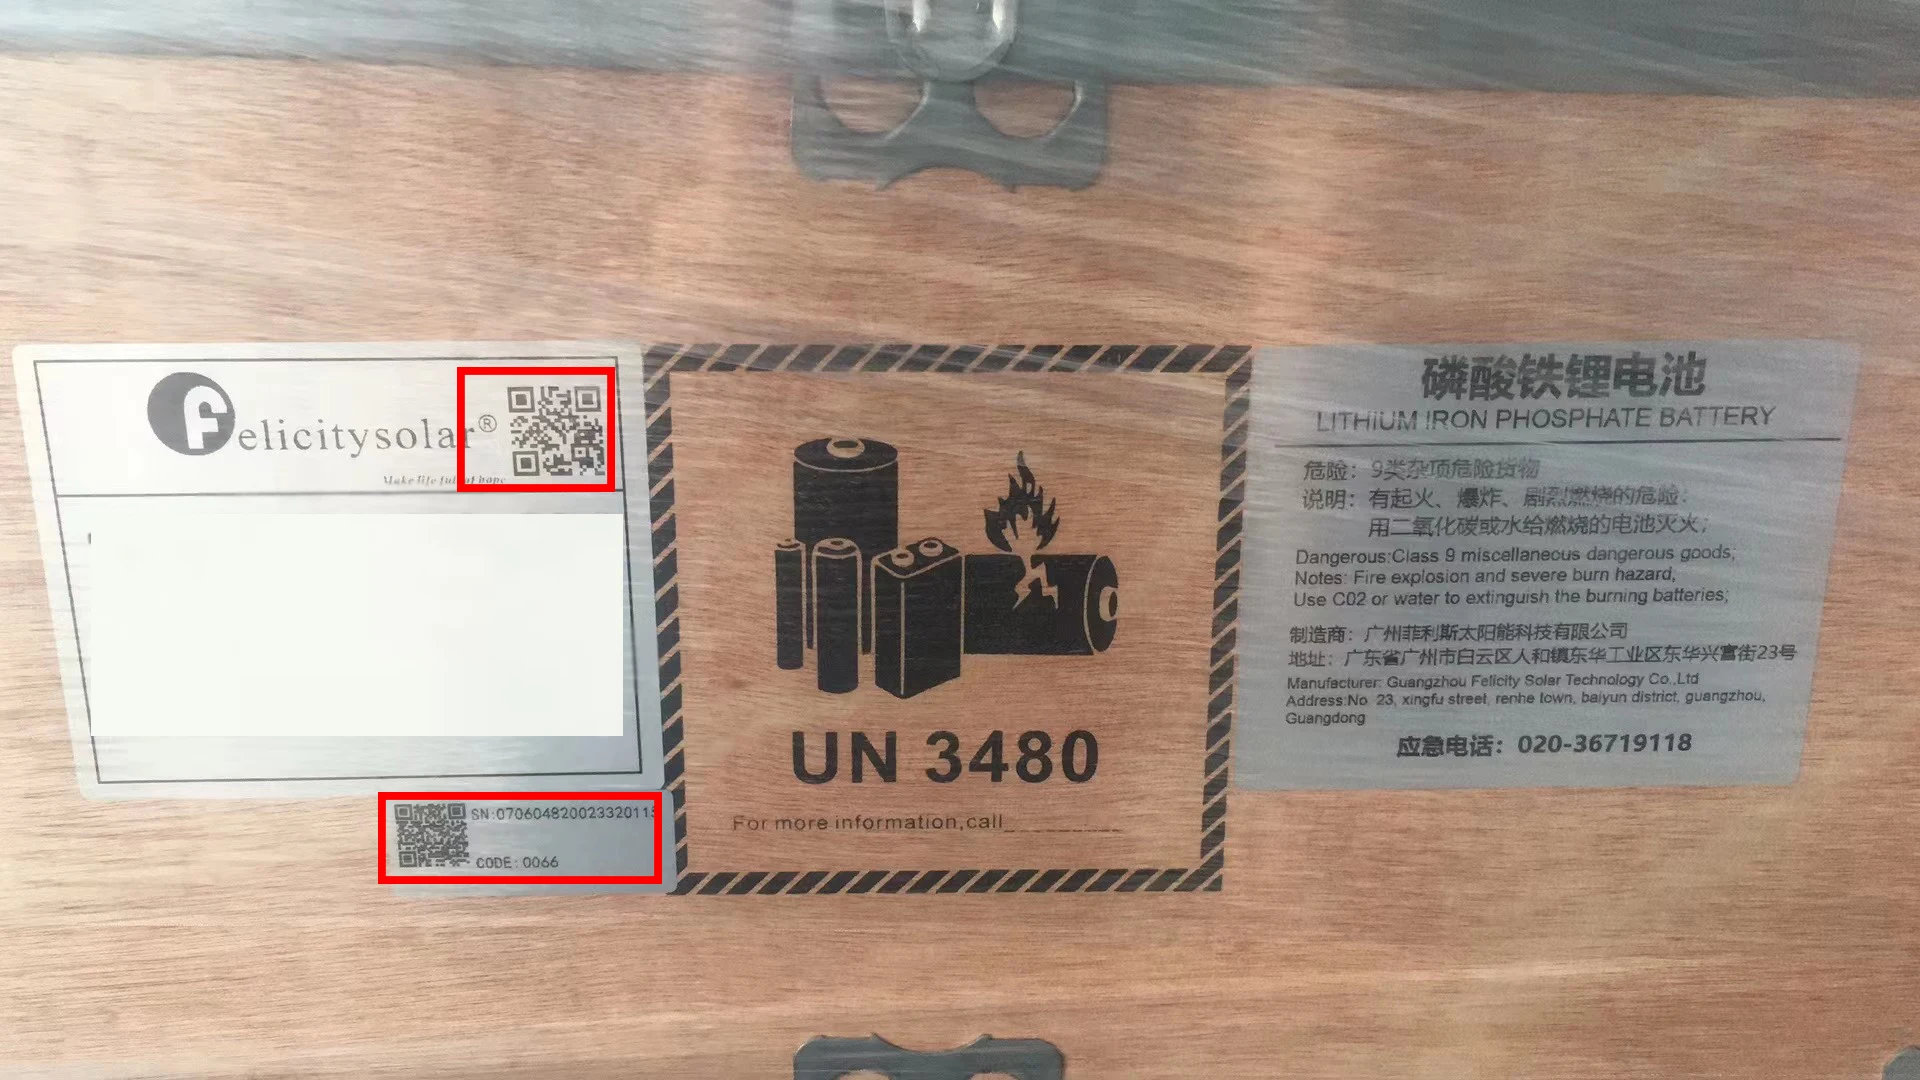 felicitysolar®
Make life full of hope
SN:07060482002332011
CODE: 0066
UN 3480
For more information,call
磷酸铁锂电池
LITHIUM IRON PHOSPHATE BATTERY
危险：9类杂项危险货物
说明：有起火、爆炸、剧烈燃烧的危险；
用二氧化碳或水给燃烧的电池灭火；
Dangerous:Class 9 miscellaneous dangerous goods;
Notes: Fire explosion and severe burn hazard,
Use C02 or water to extinguish the burning batteries;
制造商：广州菲利斯太阳能科技有限公司
地址：广东省广州市白云区人和镇东华工业区东华兴富街23号
Manufacturer: Guangzhou Felicity Solar Technology Co.,Ltd
Address:No 23, xingfu street, renhe town, baiyun district, guangzhou,
Guangdong
应急电话：020-36719118